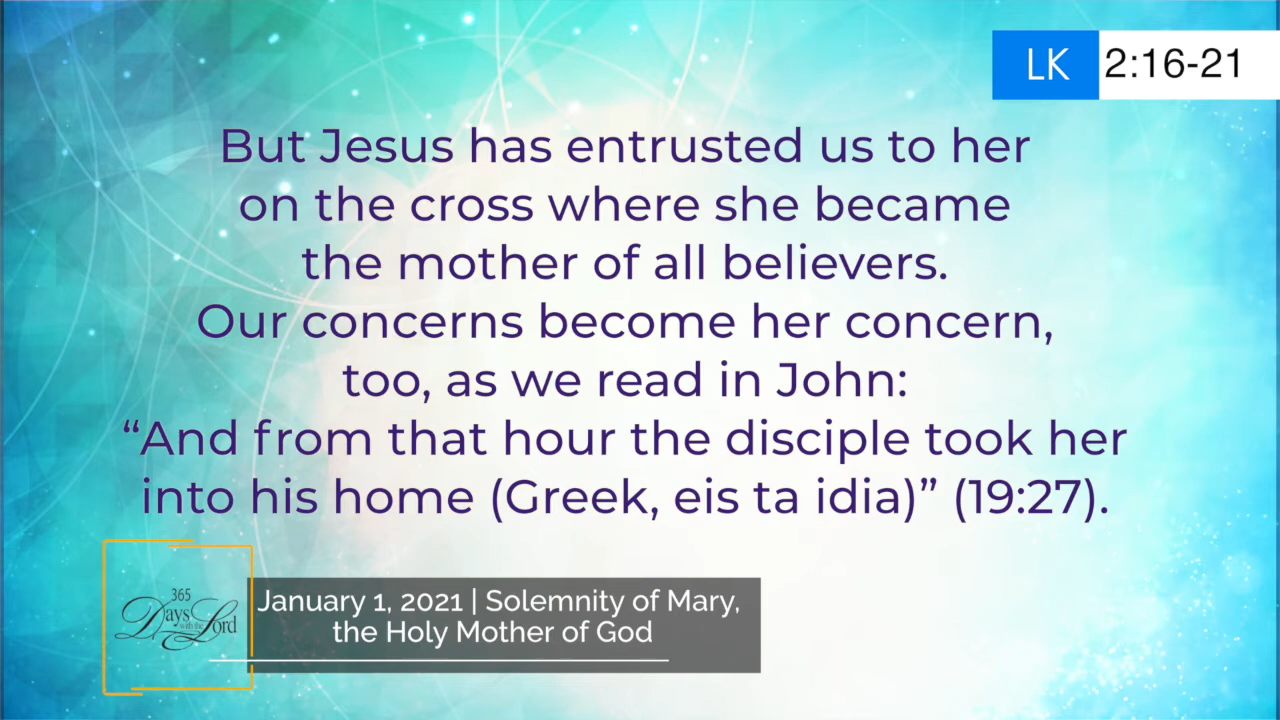 LK 2:16-21
But Jesus has entrusted us to her
on the cross where she became
the mother of all believers.
Our concerns become her concern,
too, as we read in John:
“And from that hour the disciple took her
into his home (Greek, eis ta idia)” (19:27).
365
Days with the Lord
January 1, 2021 | Solemnity of Mary,
the Holy Mother of God